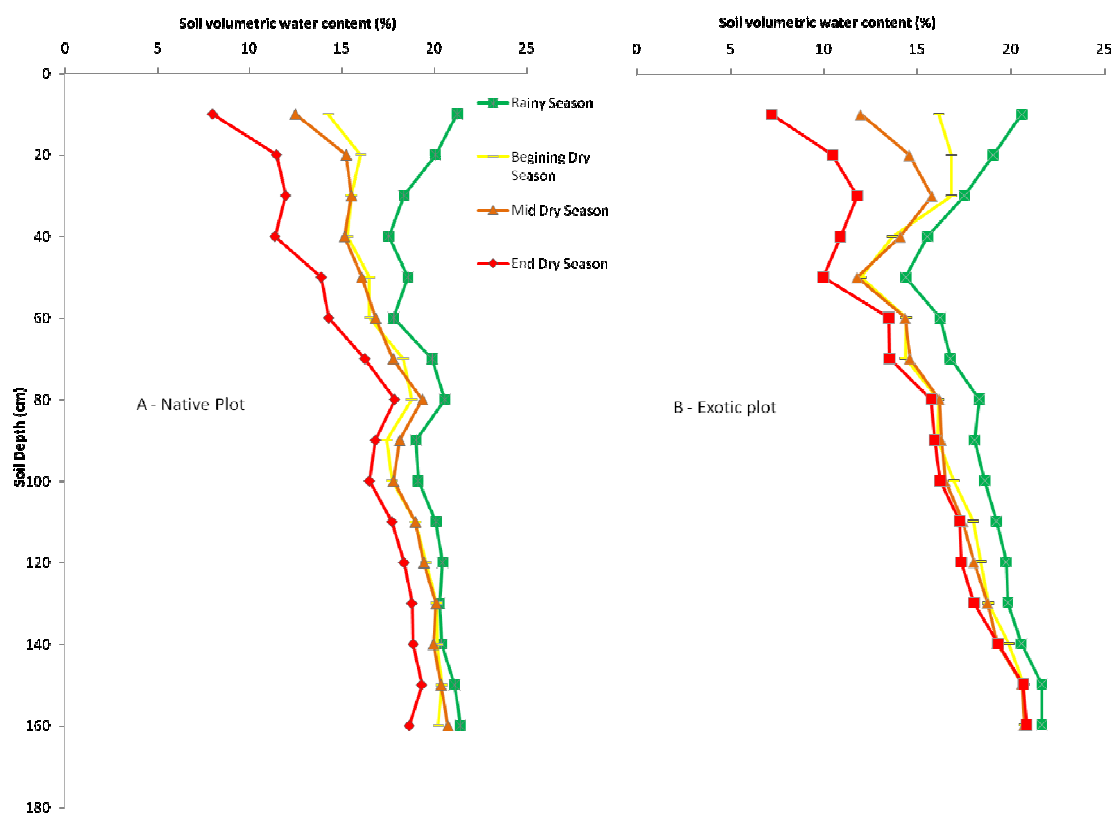 Soil volumetric water content (%)
0 5 10 15 20 25
0
20
40
60
80
100
120
140
160
180
Soil Depth (cm)
A - Native Plot
Rainy Season
Begining Dry
Season
Mid Dry Season
End Dry Season
Soil volumetric water content (%)
0 5 10 15 20 25
B - Exotic plot